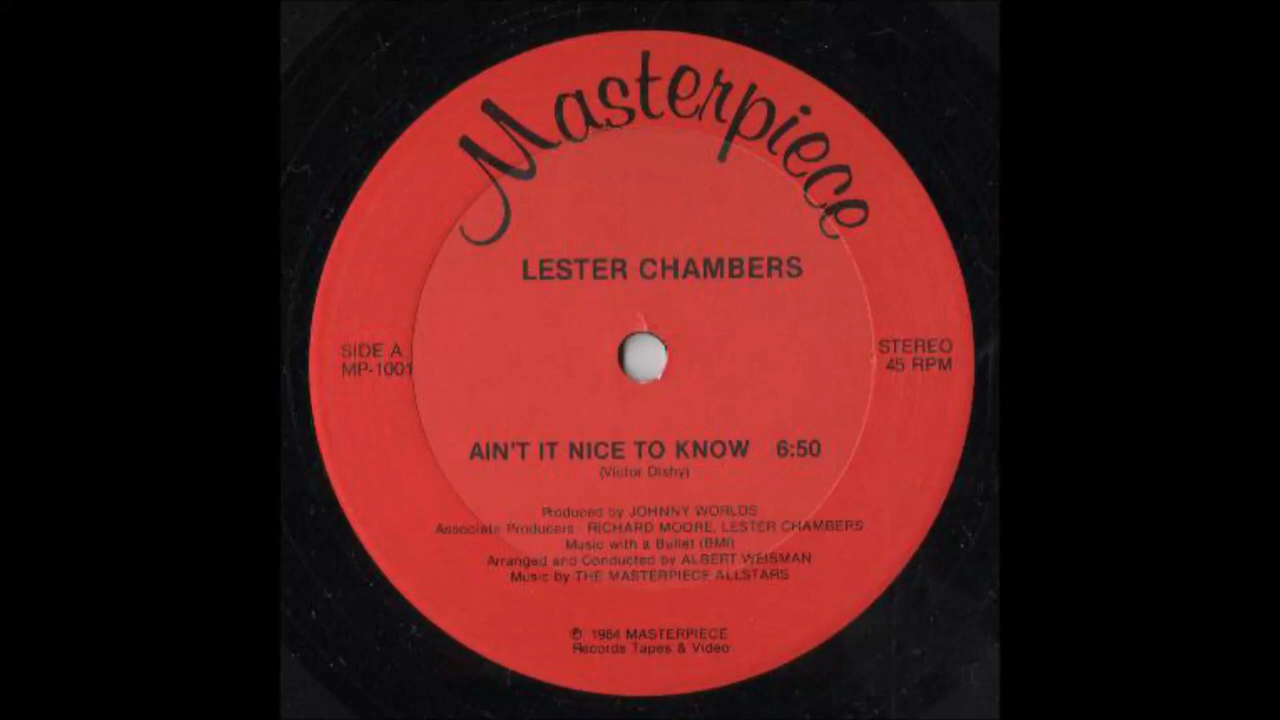 Masterpiece
LESTER CHAMBERS
SIDE A
MP-1001
STEREO
45 RPM
AIN'T IT NICE TO KNOW 6:50
(Victor Dishy)
Produced by JOHNNY WORLDS
Associate Producers : RICHARD MOORE, LESTER CHAMBERS
Music with a Bullet (BMI)
Arranged and Conducted by ALBERT WEISMAN
Music by THE MASTERPIECE ALLSTARS
℗ 1984 MASTERPIECE
Records Tapes & Video